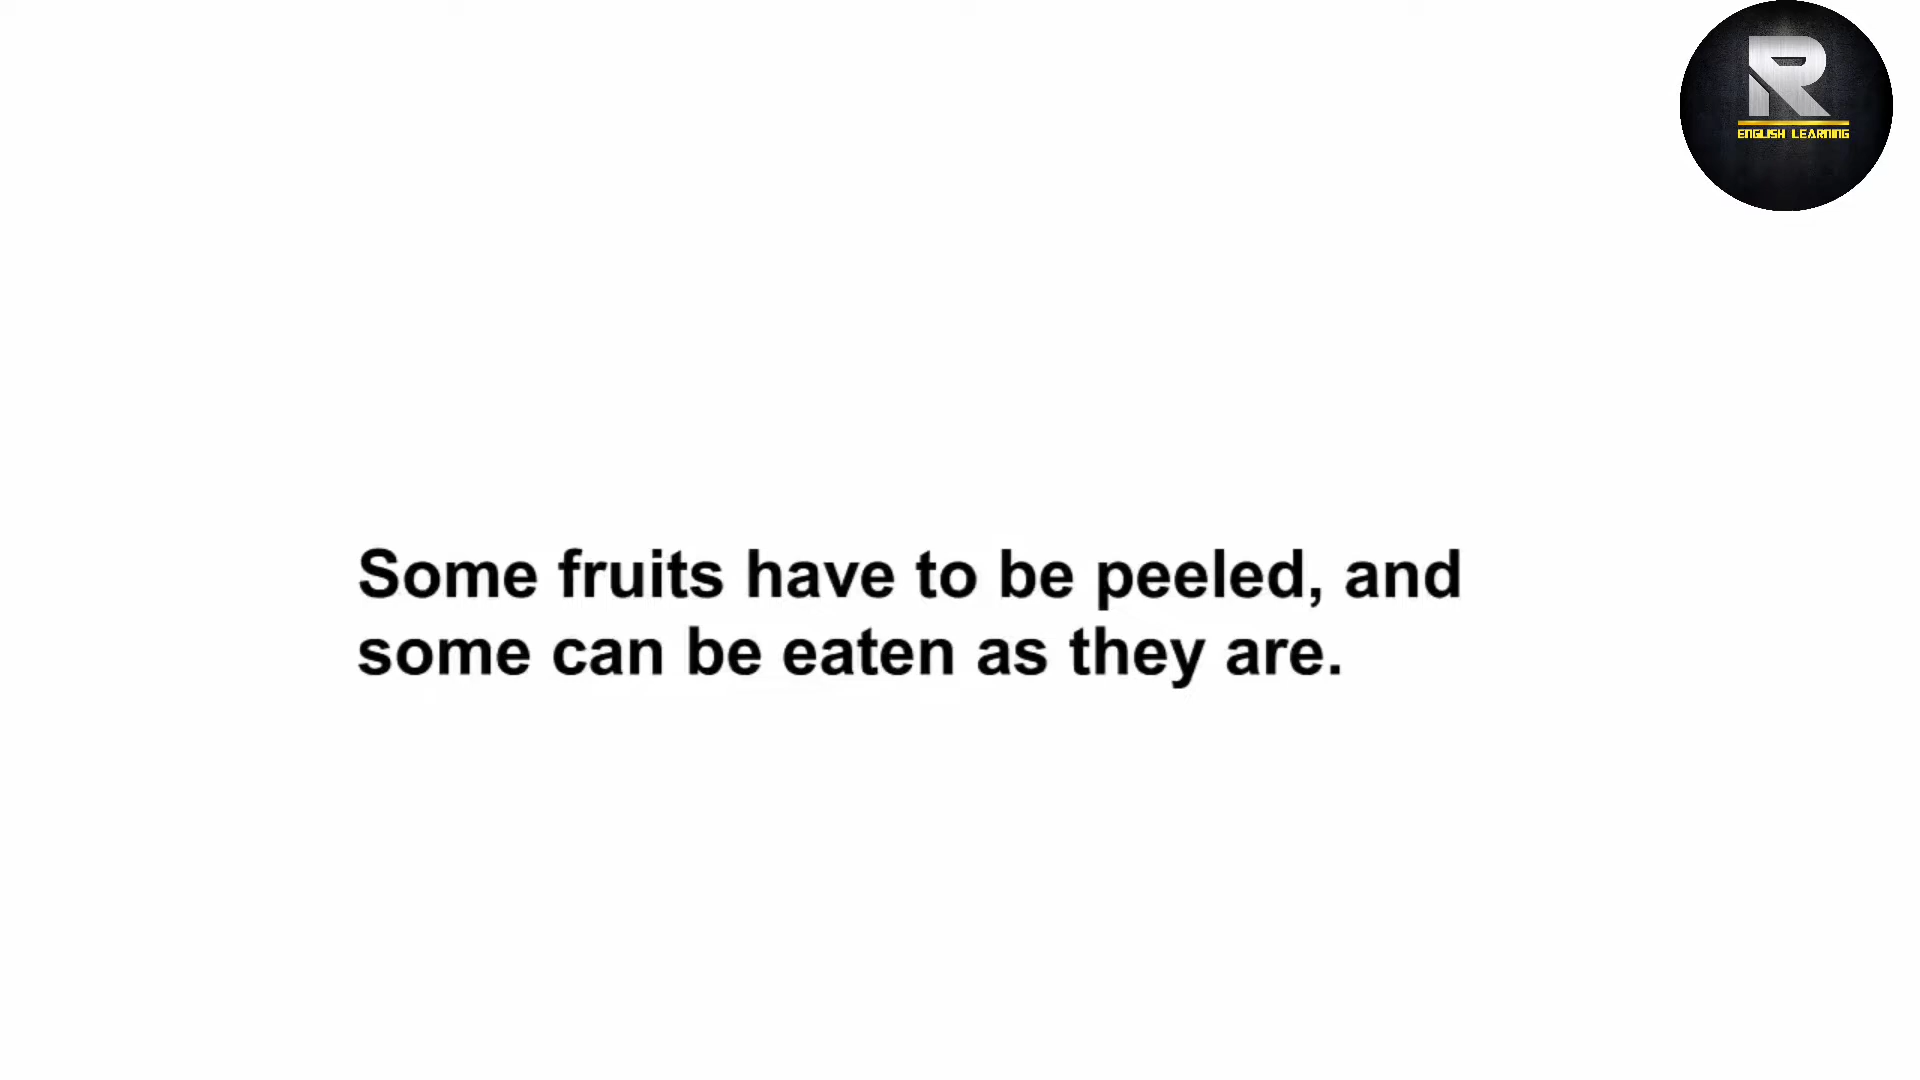 R
ENGLISH LEARNING
Some fruits have to be peeled, and
some can be eaten as they are.